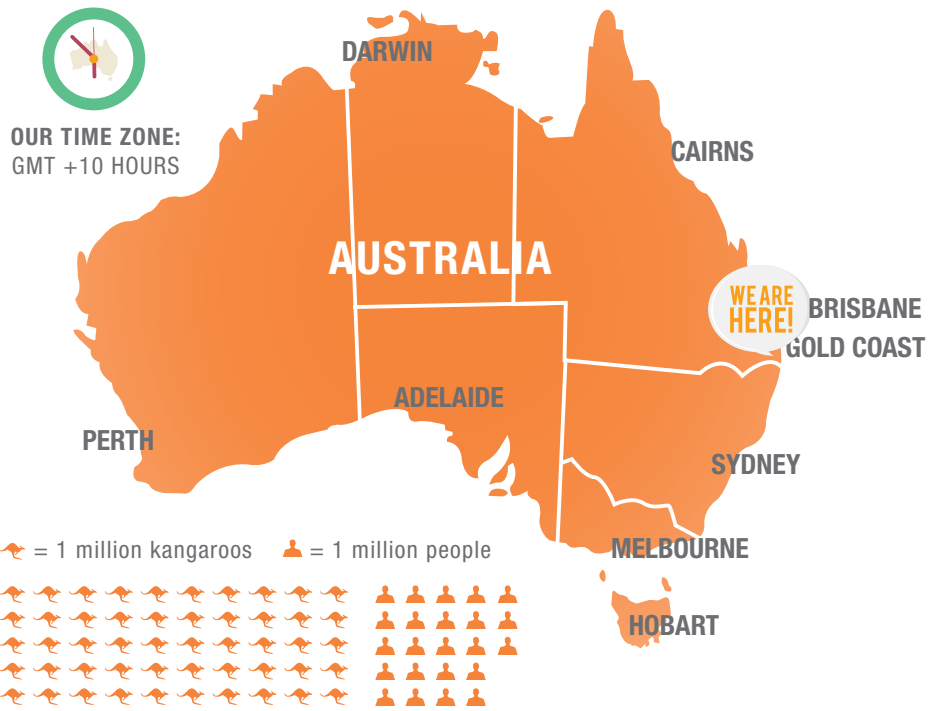 DARWIN
OUR TIME ZONE:
GMT +10 HOURS
CAIRNS
AUSTRALIA
WE ARE
HERE!
BRISBANE
GOLD COAST
ADELAIDE
PERTH
SYDNEY
= 1 million kangaroos = 1 million people
MELBOURNE
HOBART